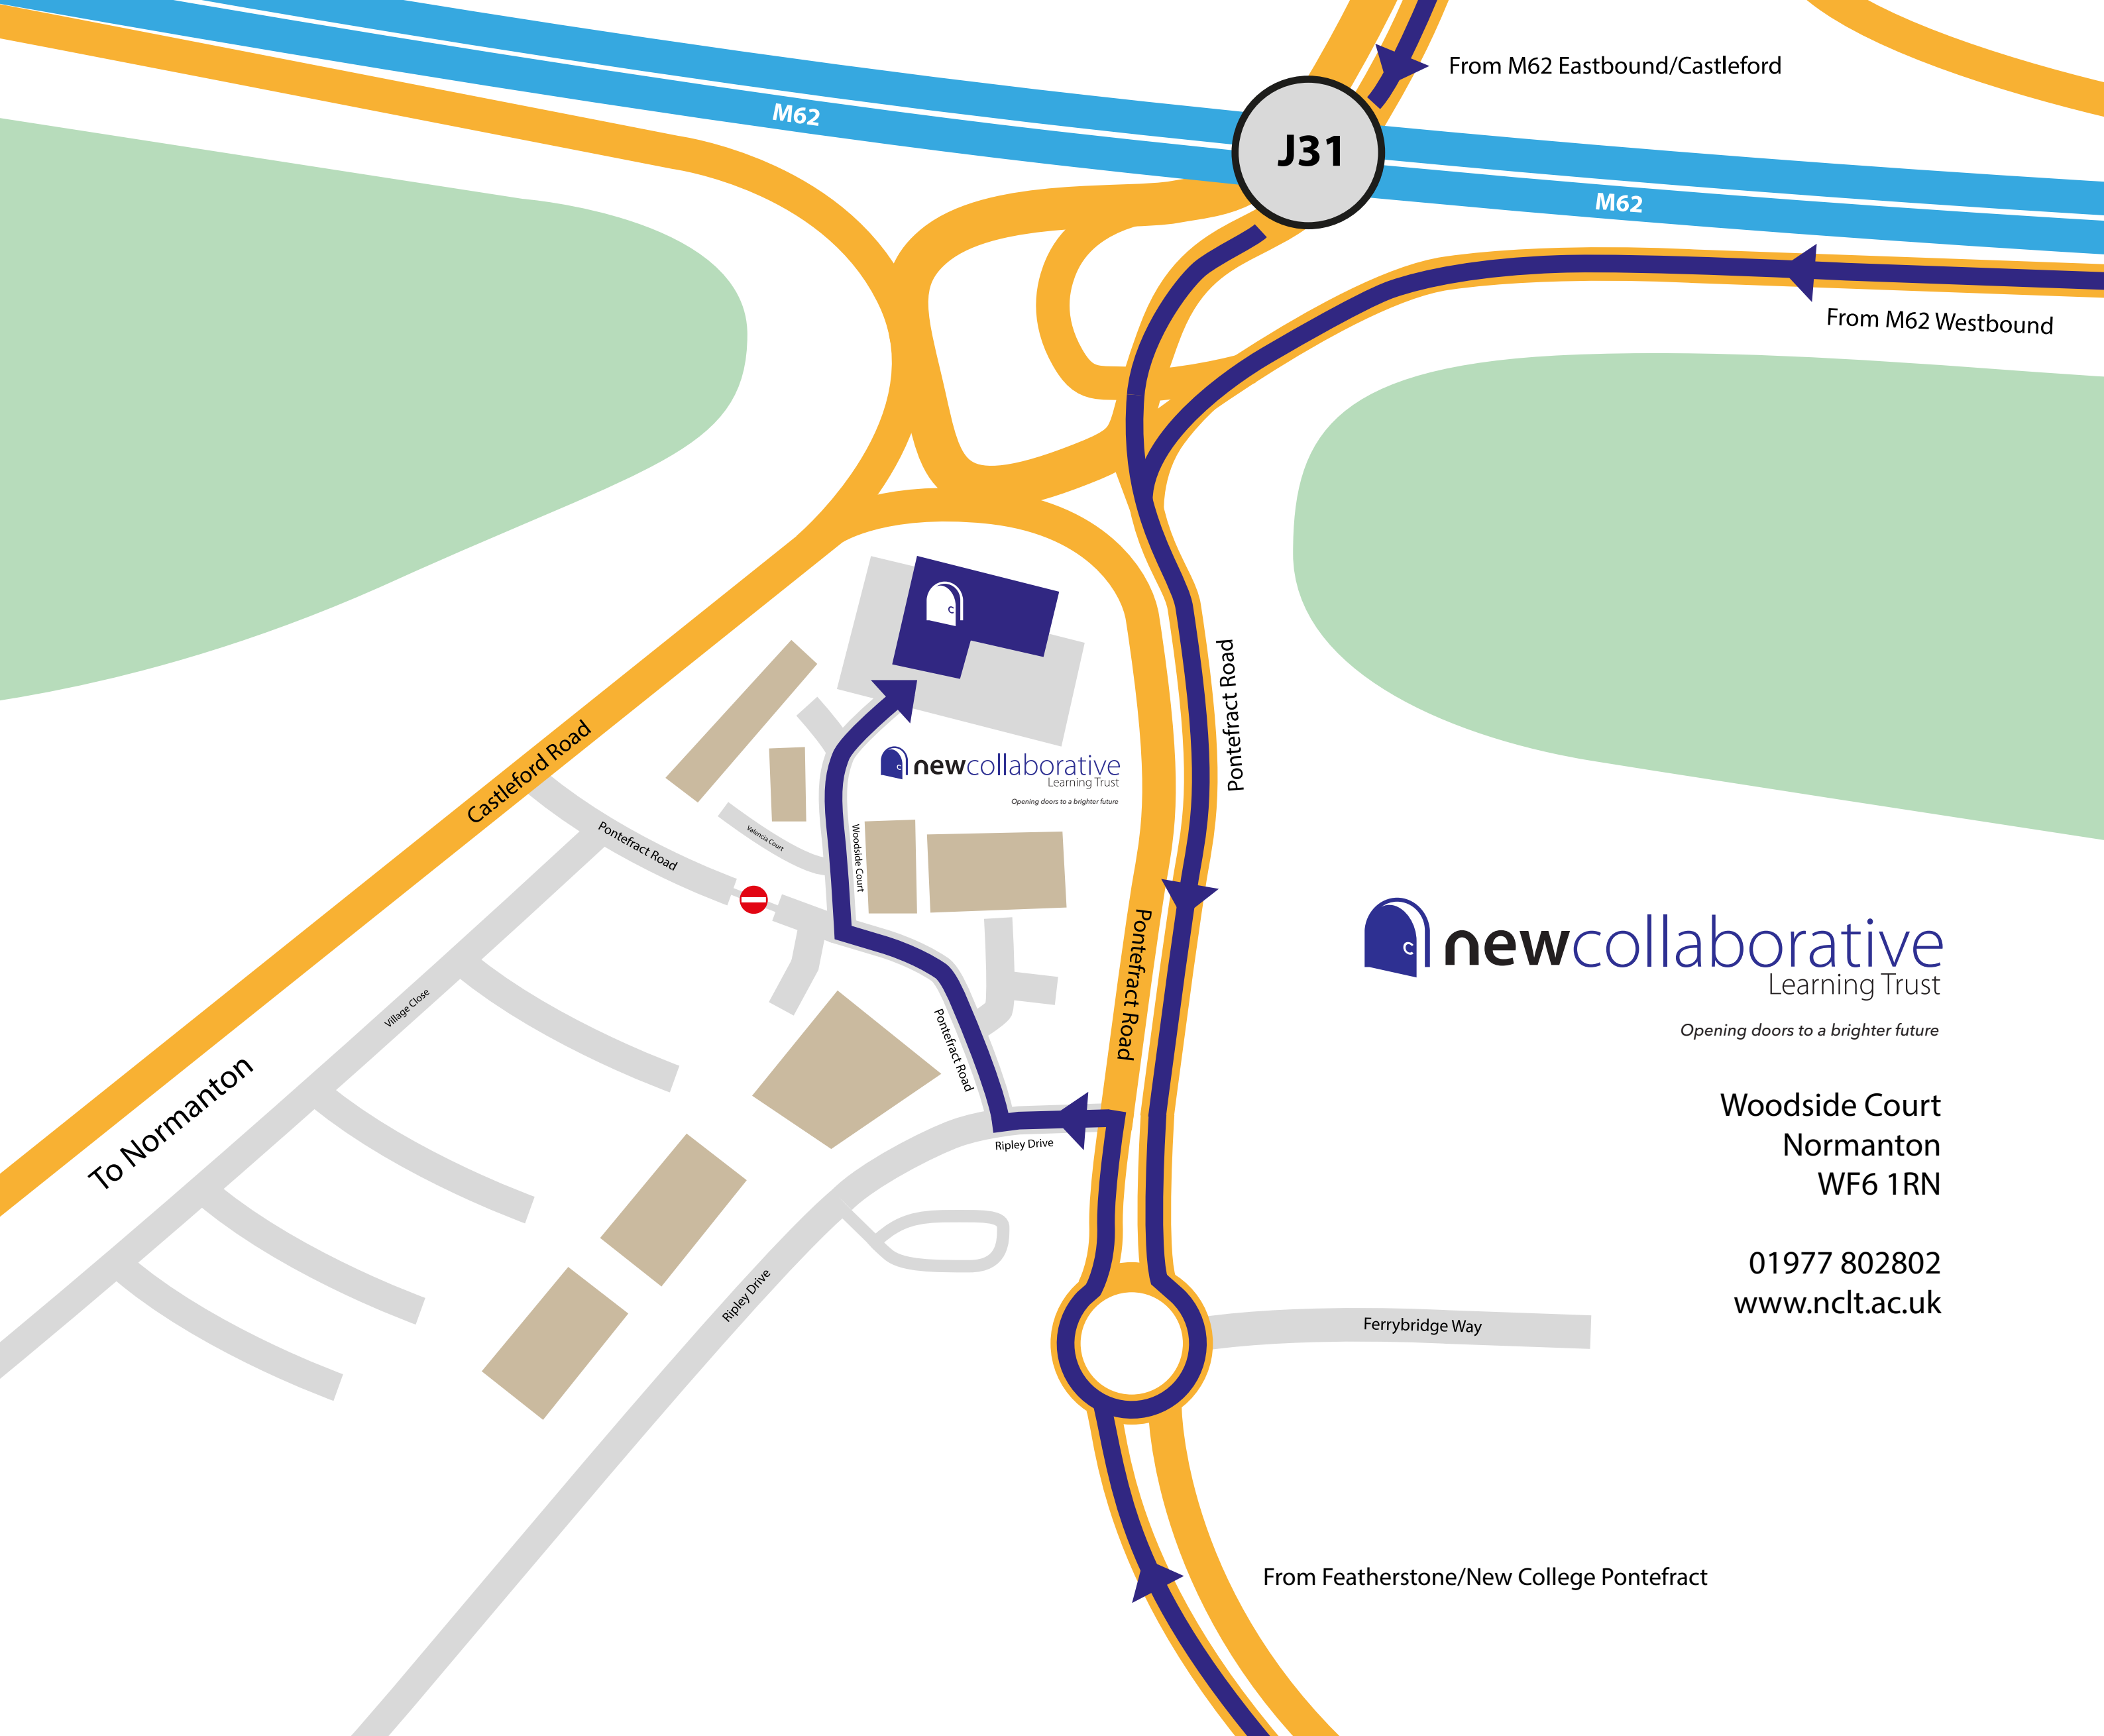 From M62 Eastbound/Castleford
M62
J31
M62
From M62 Westbound
Pontefract Road
Castleford Road
c
c
newcollaborative
Learning Trust
Opening doors to a brighter future
Pontefract Road
Valencia Court
Woodside Court
Pontefract Road
c
newcollaborative
Learning Trust
Opening doors to a brighter future
Village Close
Pontefract Road
To Normanton
Ripley Drive
Woodside Court
Normanton
WF6 1RN
01977 802802
www.nclt.ac.uk
Ripley Drive
Ferrybridge Way
From Featherstone/New College Pontefract